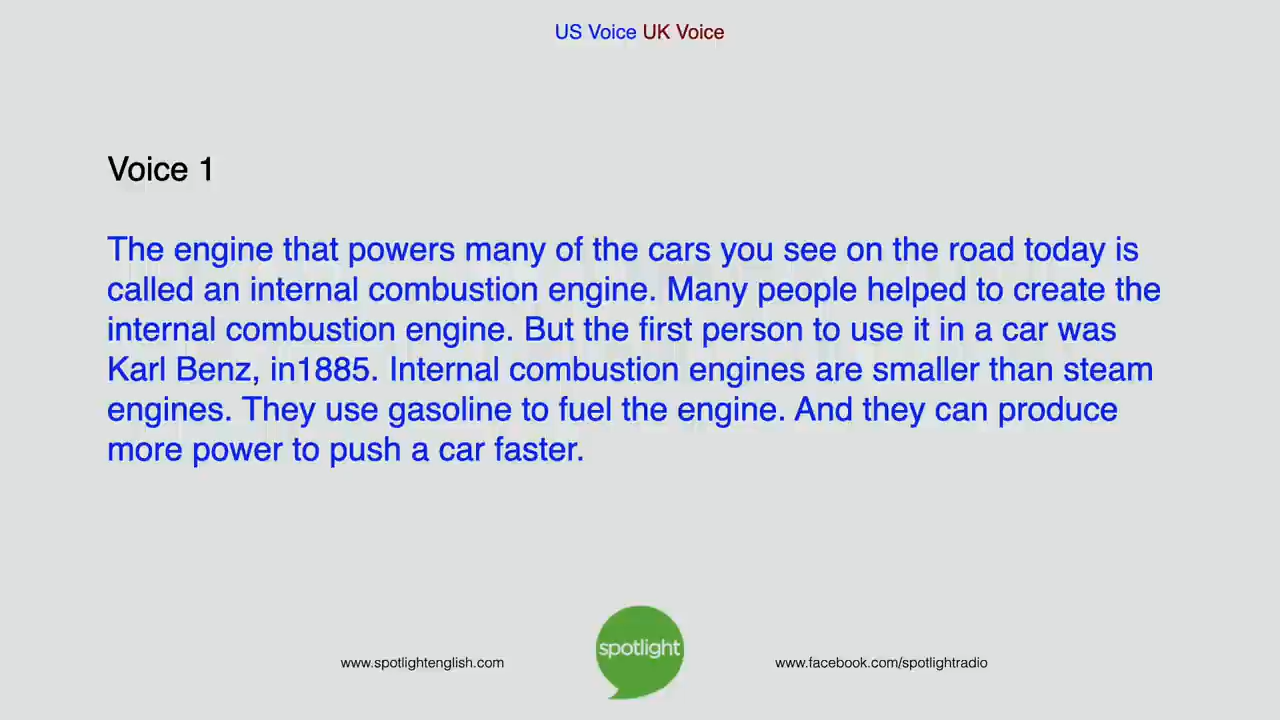 US Voice UK Voice
Voice 1
The engine that powers many of the cars you see on the road today is
called an internal combustion engine. Many people helped to create the
internal combustion engine. But the first person to use it in a car was
Karl Benz, in1885. Internal combustion engines are smaller than steam
engines. They use gasoline to fuel the engine. And they can produce
more power to push a car faster.
www.spotlightenglish.com
spotlight
www.facebook.com/spotlightradio